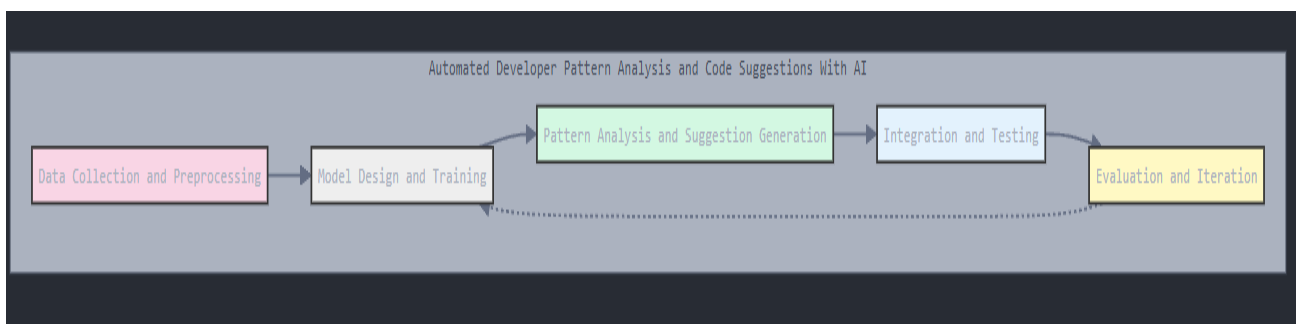 Automated Developer Pattern Analysis and Code Suggestions With AI
Data Collection and Preprocessing
Model Design and Training
Pattern Analysis and Suggestion Generation
Integration and Testing
Evaluation and Iteration